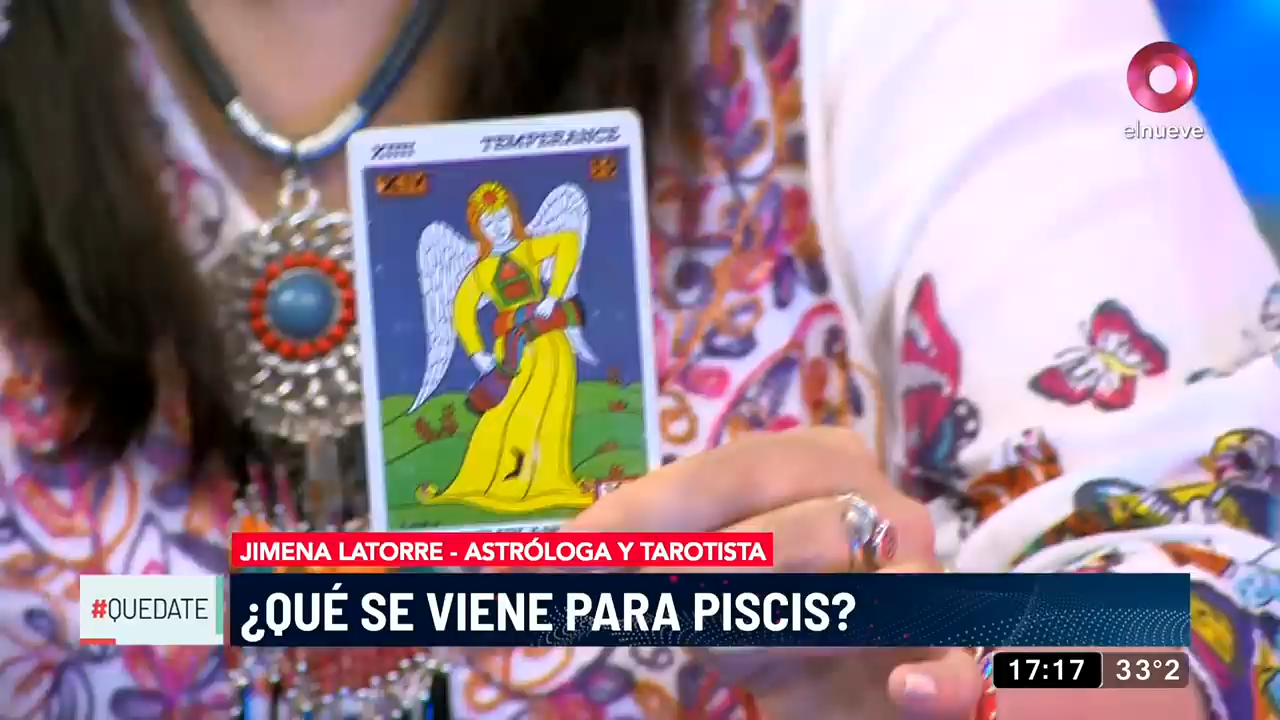 XIIII TEMPERANCE
elnueve
JIMENA LATORRE - ASTRÓLOGA Y TAROTISTA
#QUEDATE
¿QUÉ SE VIENE PARA PISCIS?
17:17 33°2